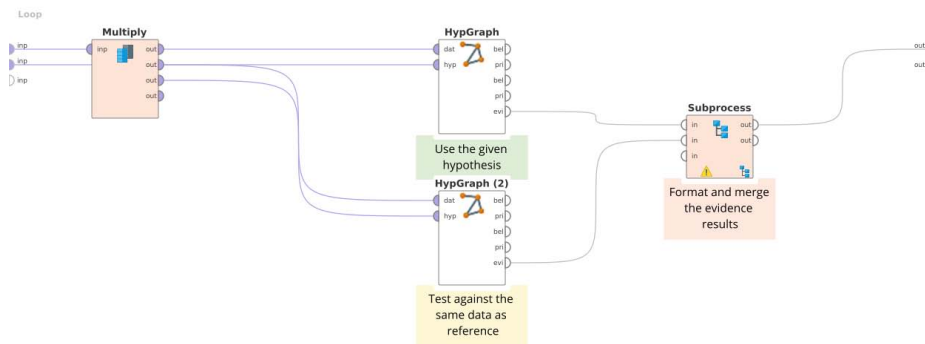 Loop
Multiply
inp
inp
inp
inp
out
out
out
out
HypGraph
dat
hyp
bel
pri
bel
pri
evi
Use the given
hypothesis
HypGraph (2)
dat
hyp
bel
pri
bel
pri
evi
Test against the
same data as
reference
Subprocess
in
in
in
out
out
Format and merge
the evidence
results
out
out